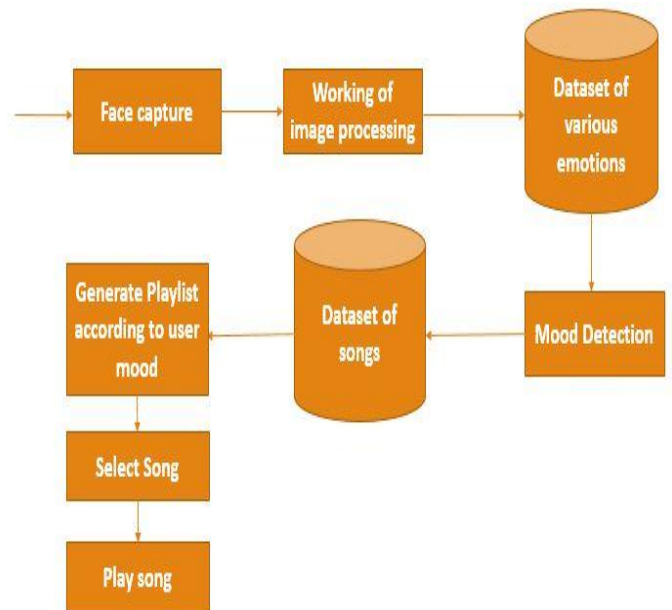 Face capture
Working of
image processing
Dataset of
various
emotions
Mood Detection
Dataset of
songs
Generate Playlist
according to user
mood
Select Song
Play song